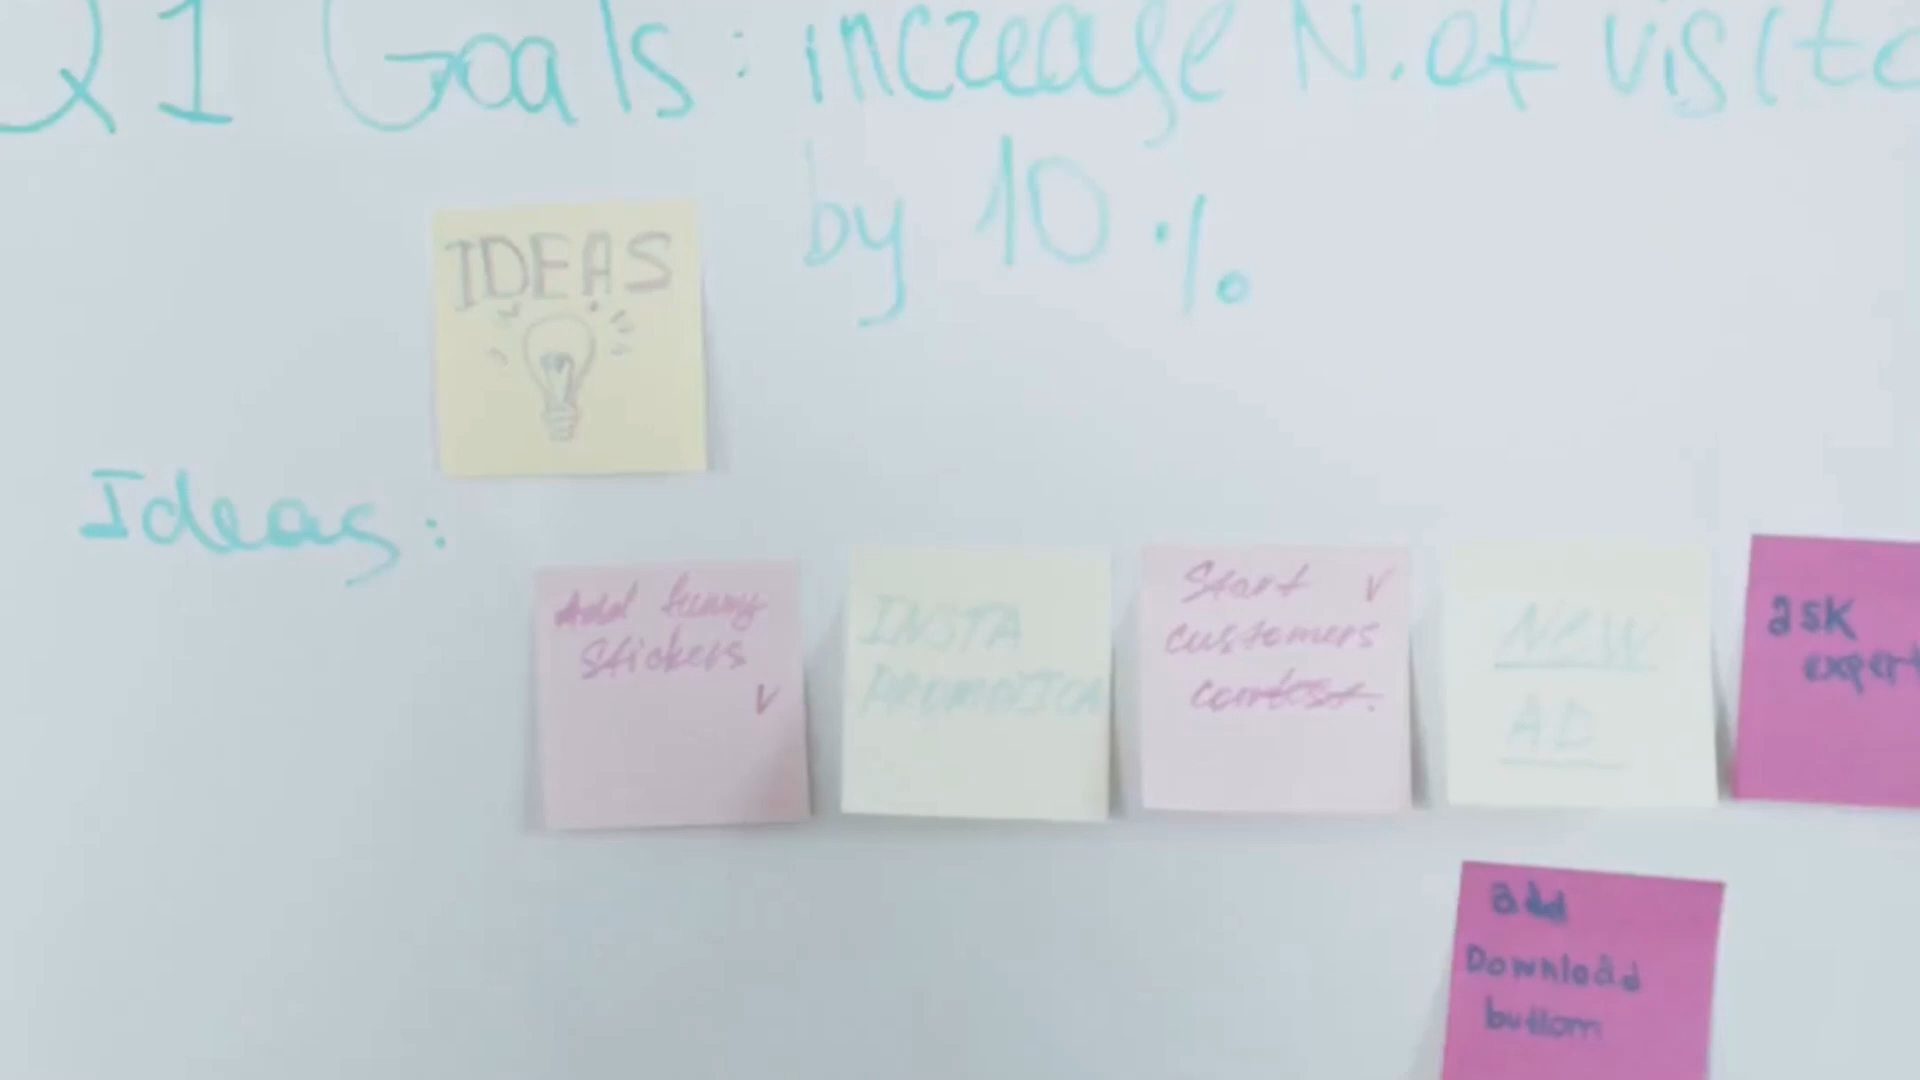 Q1 Goals: increase N. of visito
by 10%
IDEAS
Ideas:
Add funny
stickers
V
INSTA
PROMOTION
Start V
customers
contest.
NEW
AD
ask
expert
add
Download
button